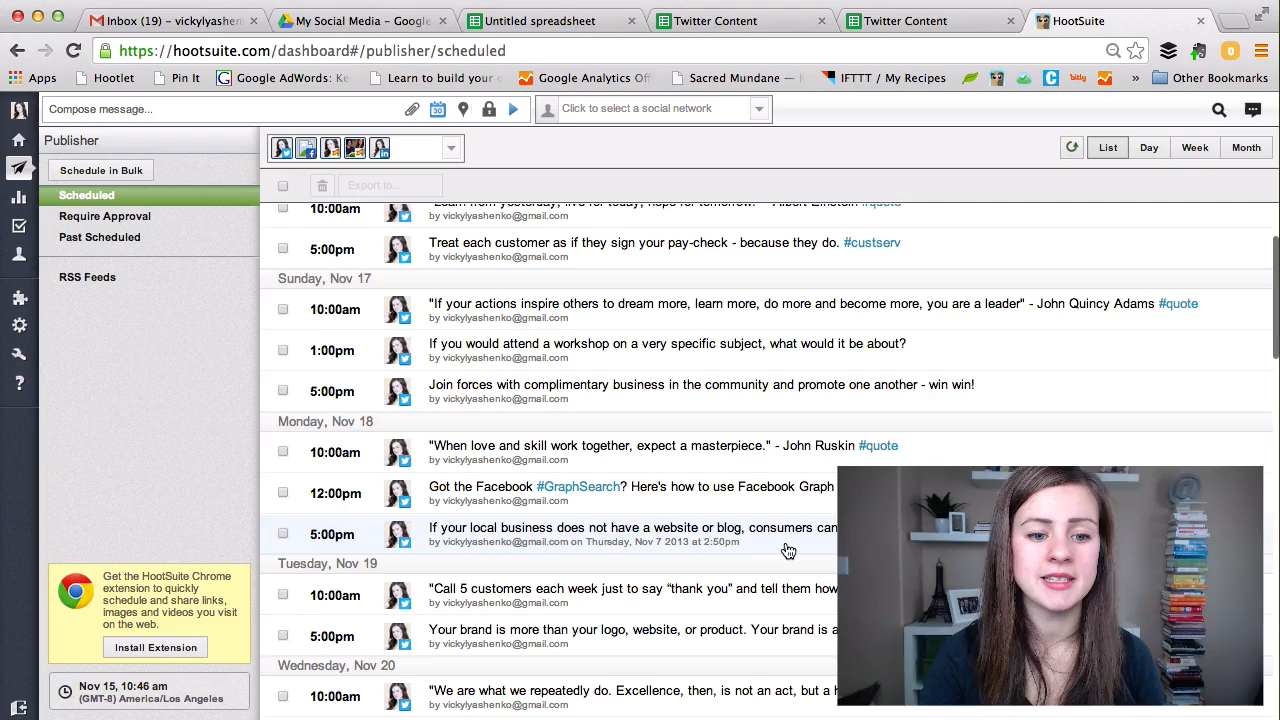 Inbox (19) – vickylyashen
My Social Media - Google
Untitled spreadsheet
Twitter Content
Twitter Content
HootSuite
https://hootsuite.com/dashboard#/publisher/scheduled
Apps
Hootlet
Pin It
Google AdWords: Ke
Learn to build your
Google Analytics Of
Sacred Mundane —
IFTTT / My Recipes
bitly
Other Bookmarks
Compose message...
Click to select a social network
Publisher
List
Day
Week
Month
Schedule in Bulk
Export to...
Scheduled
Require Approval
Past Scheduled
RSS Feeds
10:00am
"Learn from yesterday, live for today, hope for tomorrow." - Albert Einstein #quote
by vickylyashenko@gmail.com
5:00pm
Treat each customer as if they sign your pay-check - because they do. #custserv
by vickylyashenko@gmail.com
Sunday, Nov 17
10:00am
"If your actions inspire others to dream more, learn more, do more and become more, you are a leader" - John Quincy Adams #quote
by vickylyashenko@gmail.com
1:00pm
If you would attend a workshop on a very specific subject, what would it be about?
by vickylyashenko@gmail.com
5:00pm
Join forces with complimentary business in the community and promote one another - win win!
by vickylyashenko@gmail.com
Monday, Nov 18
10:00am
"When love and skill work together, expect a masterpiece." - John Ruskin #quote
by vickylyashenko@gmail.com
12:00pm
Got the Facebook #GraphSearch? Here's how to use Facebook Graph
by vickylyashenko@gmail.com
5:00pm
If your local business does not have a website or blog, consumers can
by vickylyashenko@gmail.com on Thursday, Nov 7 2013 at 2:50pm
Tuesday, Nov 19
10:00am
"Call 5 customers each week just to say "thank you" and tell them how
by vickylyashenko@gmail.com
5:00pm
Your brand is more than your logo, website, or product. Your brand is a
by vickylyashenko@gmail.com
Wednesday, Nov 20
10:00am
"We are what we repeatedly do. Excellence, then, is not an act, but a h
by vickylyashenko@gmail.com
Get the HootSuite Chrome
extension to quickly
schedule and share links,
images and videos you visit
on the web.
Install Extension
Nov 15, 10:46 am
(GMT-8) America/Los Angeles